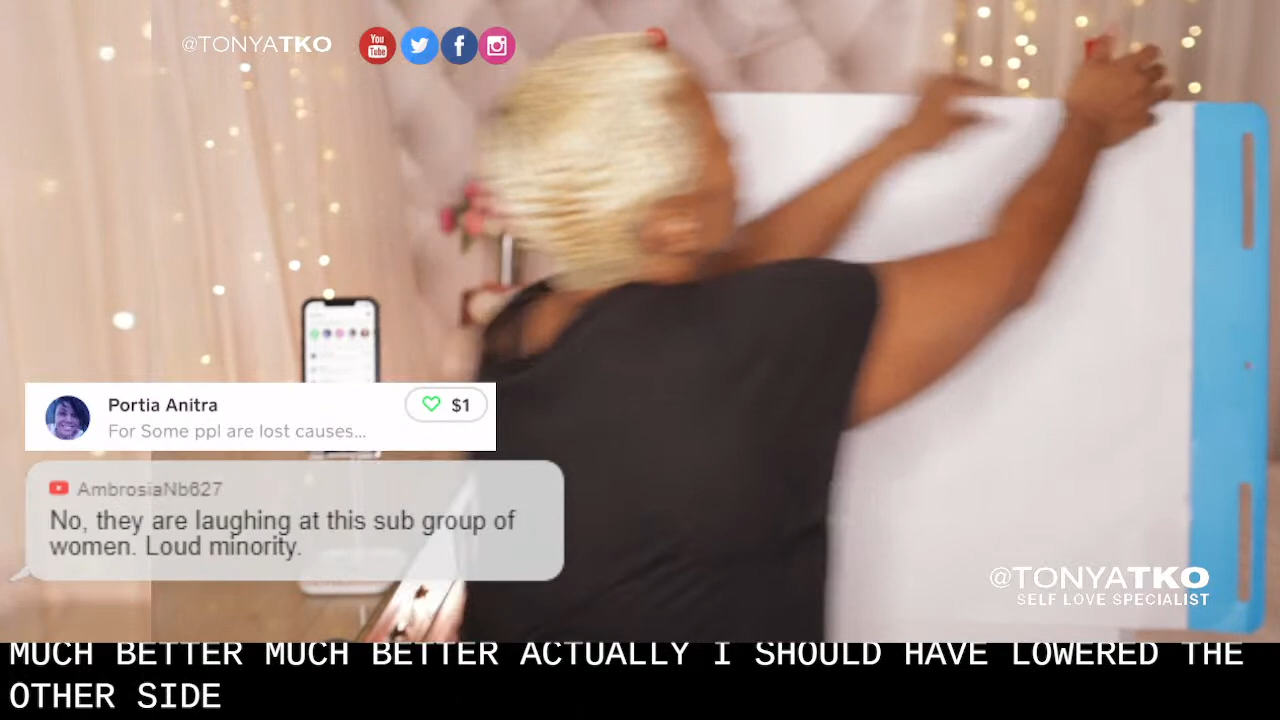 @TONYATKO
You Tube
Portia Anitra
$1
For Some ppl are lost causes...
AmbrosiaNb627
No, they are laughing at this sub group of
women. Loud minority.
@TONYATKO
SELF LOVE SPECIALIST
MUCH BETTER MUCH BETTER ACTUALLY I SHOULD HAVE LOWERED THE
OTHER SIDE